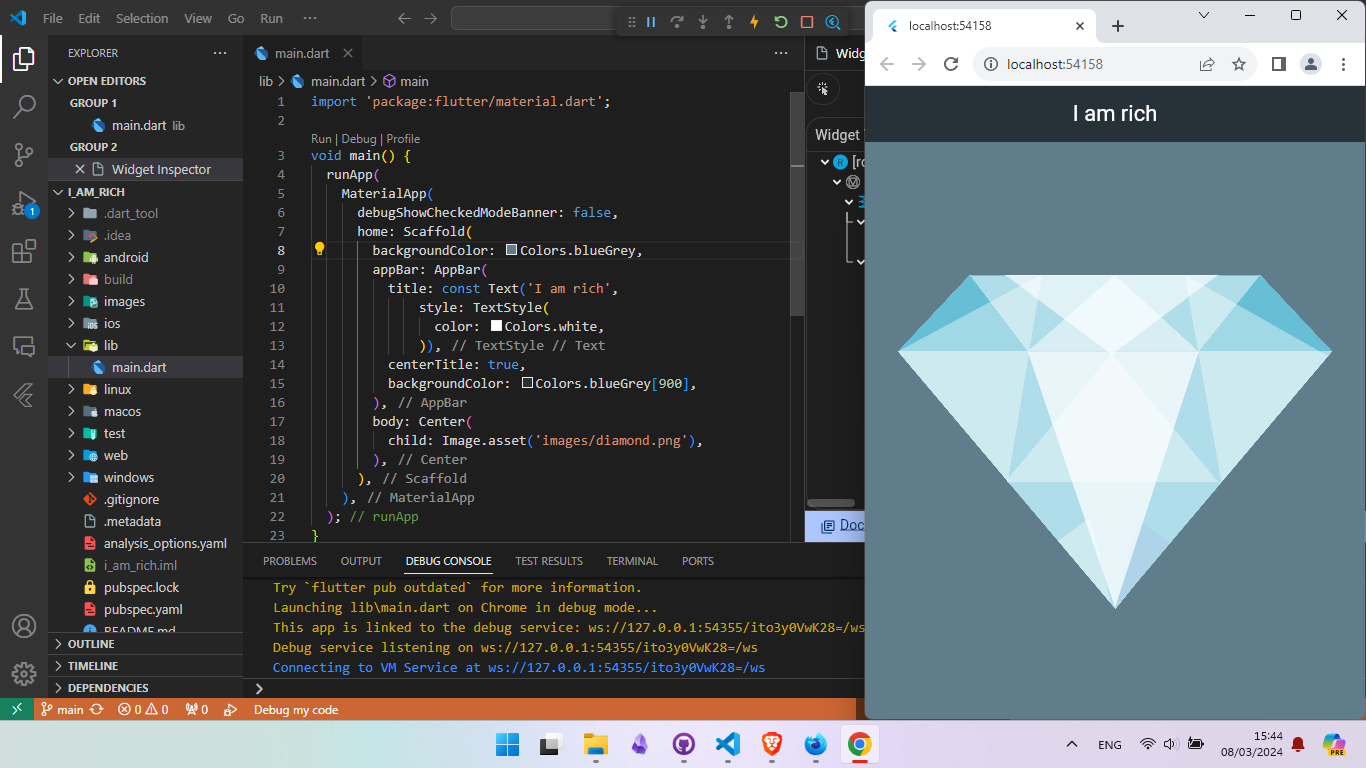 File Edit Selection View Go Run ···
EXPLORER
OPEN EDITORS
GROUP 1
main.dart lib
GROUP 2
Widget Inspector
I_AM_RICH
.dart_tool
.idea
android
build
images
ios
lib
main.dart
linux
macos
test
web
windows
.gitignore
.metadata
analysis_options.yaml
i_am_rich.iml
pubspec.lock
pubspec.yaml
README.md
OUTLINE
TIMELINE
DEPENDENCIES
1
main.dart
lib > main.dart > main
1 import 'package:flutter/material.dart';
2
Run | Debug | Profile
3 void main() {
4 runApp(
5 MaterialApp(
6 debugShowCheckedModeBanner: false,
7 home: Scaffold(
8 backgroundColor: Colors.blueGrey,
9 appBar: AppBar(
10 title: const Text('I am rich',
11 style: TextStyle(
12 color: Colors.white,
13 )), // TextStyle // Text
14 centerTitle: true,
15 backgroundColor: Colors.blueGrey[900],
16 ), // AppBar
17 body: Center(
18 child: Image.asset('images/diamond.png'),
19 ), // Center
20 ), // Scaffold
21 ), // MaterialApp
22 ); // runApp
23 }
PROBLEMS OUTPUT DEBUG CONSOLE TEST RESULTS TERMINAL PORTS
Try `flutter pub outdated` for more information.
Launching lib\main.dart on Chrome in debug mode...
This app is linked to the debug service: ws://127.0.0.1:54355/ito3y0VwK28=/ws
Debug service listening on ws://127.0.0.1:54355/ito3y0VwK28=/ws
Connecting to VM Service at ws://127.0.0.1:54355/ito3y0VwK28=/ws
Widg
Widget
[ro
Doc
localhost:54158
localhost:54158
I am rich
main 0 0 0 Debug my code
ENG
15:44
08/03/2024
PRE